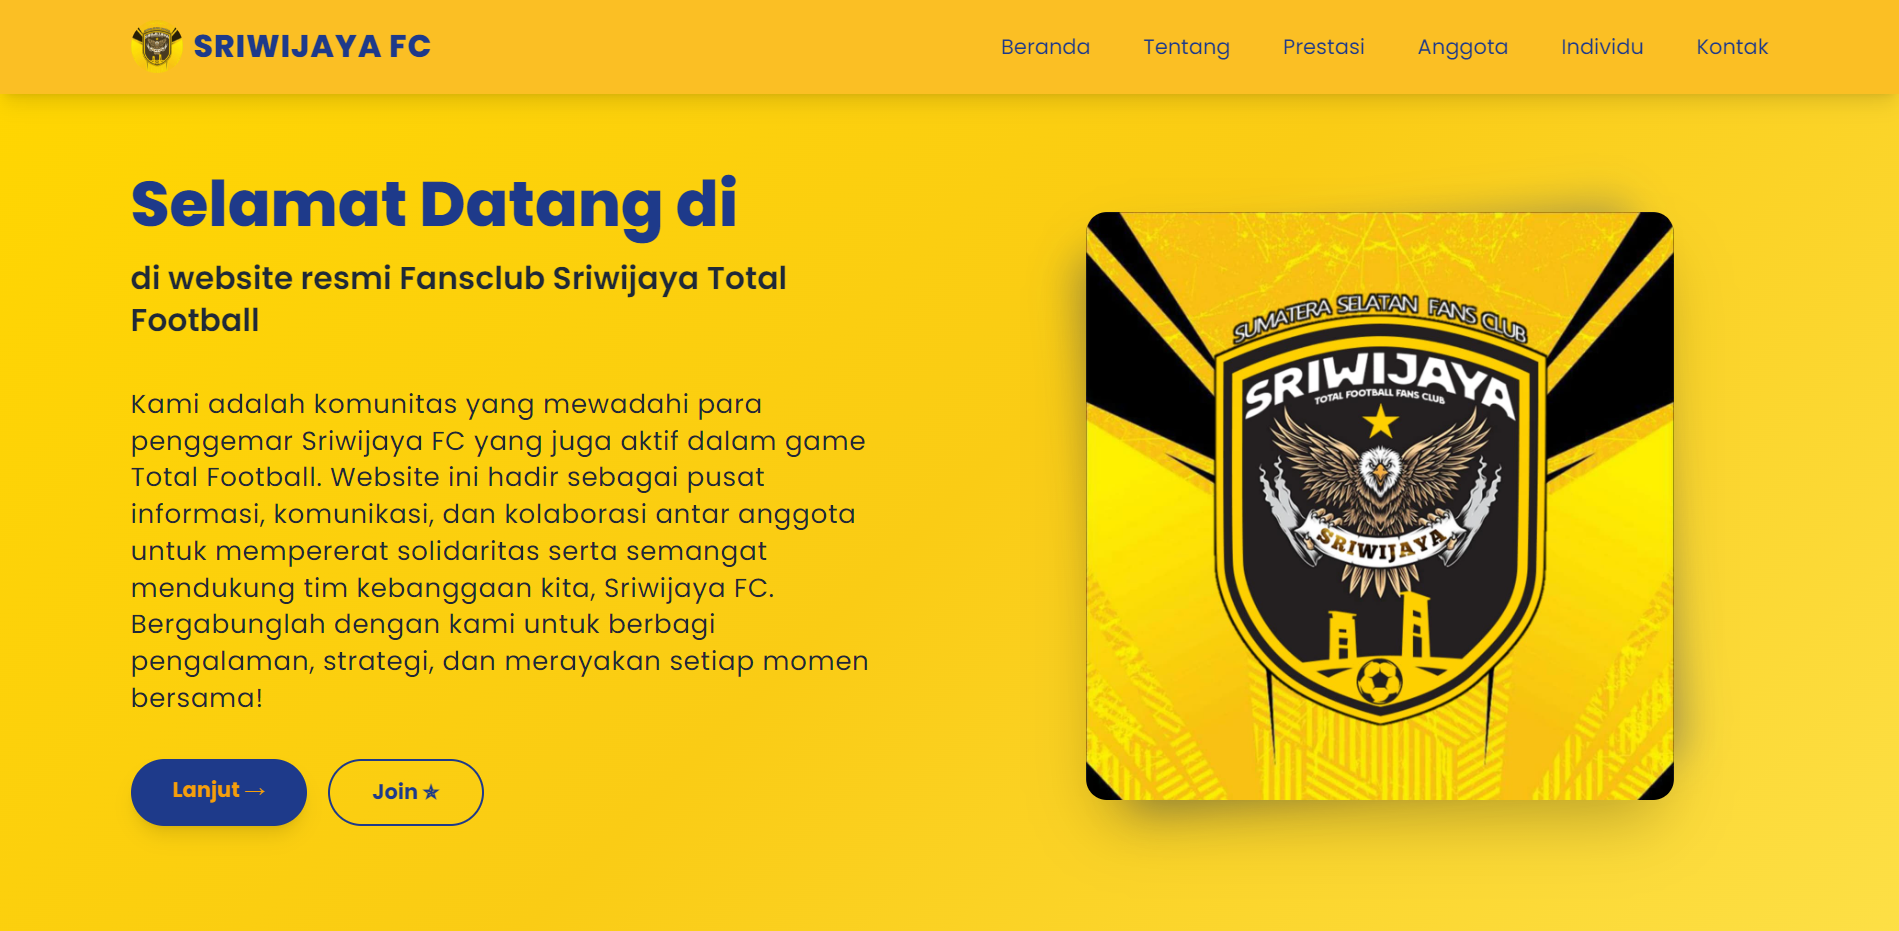 SRIWIJAYA FC
Beranda
Tentang
Prestasi
Anggota
Individu
Kontak
Selamat Datang di
di website resmi Fansclub Sriwijaya Total
Football
Kami adalah komunitas yang mewadahi para
penggemar Sriwijaya FC yang juga aktif dalam game
Total Football. Website ini hadir sebagai pusat
informasi, komunikasi, dan kolaborasi antar anggota
untuk mempererat solidaritas serta semangat
mendukung tim kebanggaan kita, Sriwijaya FC.
Bergabunglah dengan kami untuk berbagi
pengalaman, strategi, dan merayakan setiap momen
bersama!
Lanjut →
Join ✯
SUMATERA SELATAN FANS CLUB
SRIWIJAYA
TOTAL FOOTBALL FANS CLUB
SRIWIJAYA